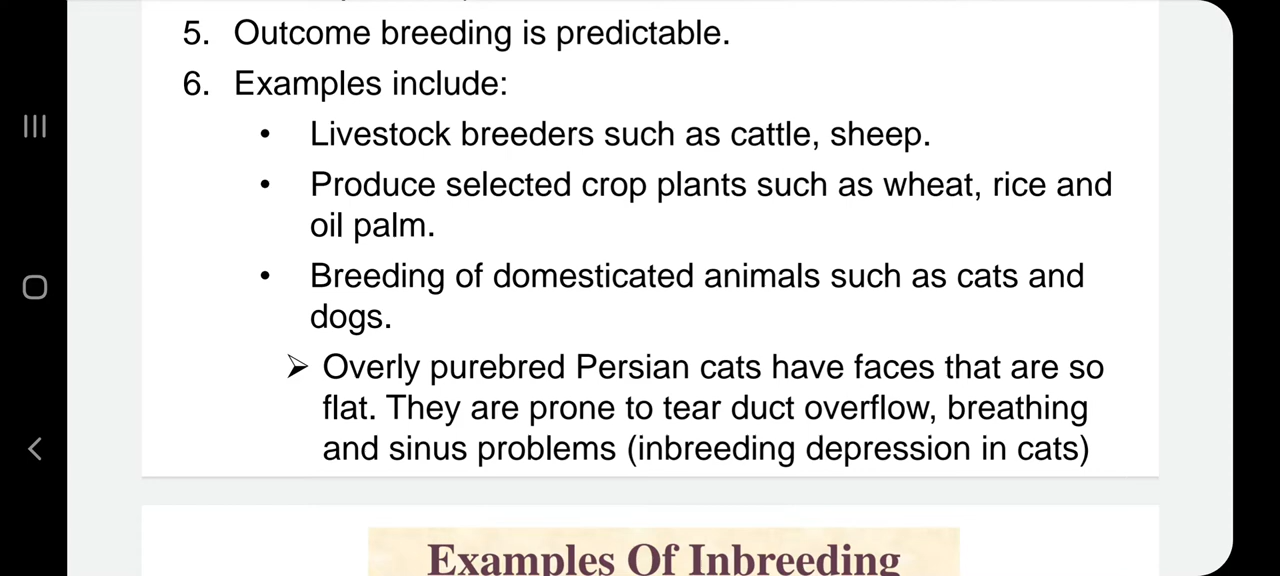 5. Outcome breeding is predictable.
6. Examples include:
• Livestock breeders such as cattle, sheep.
• Produce selected crop plants such as wheat, rice and
oil palm.
• Breeding of domesticated animals such as cats and
dogs.
➢ Overly purebred Persian cats have faces that are so
flat. They are prone to tear duct overflow, breathing
and sinus problems (inbreeding depression in cats)
Examples Of Inbreeding